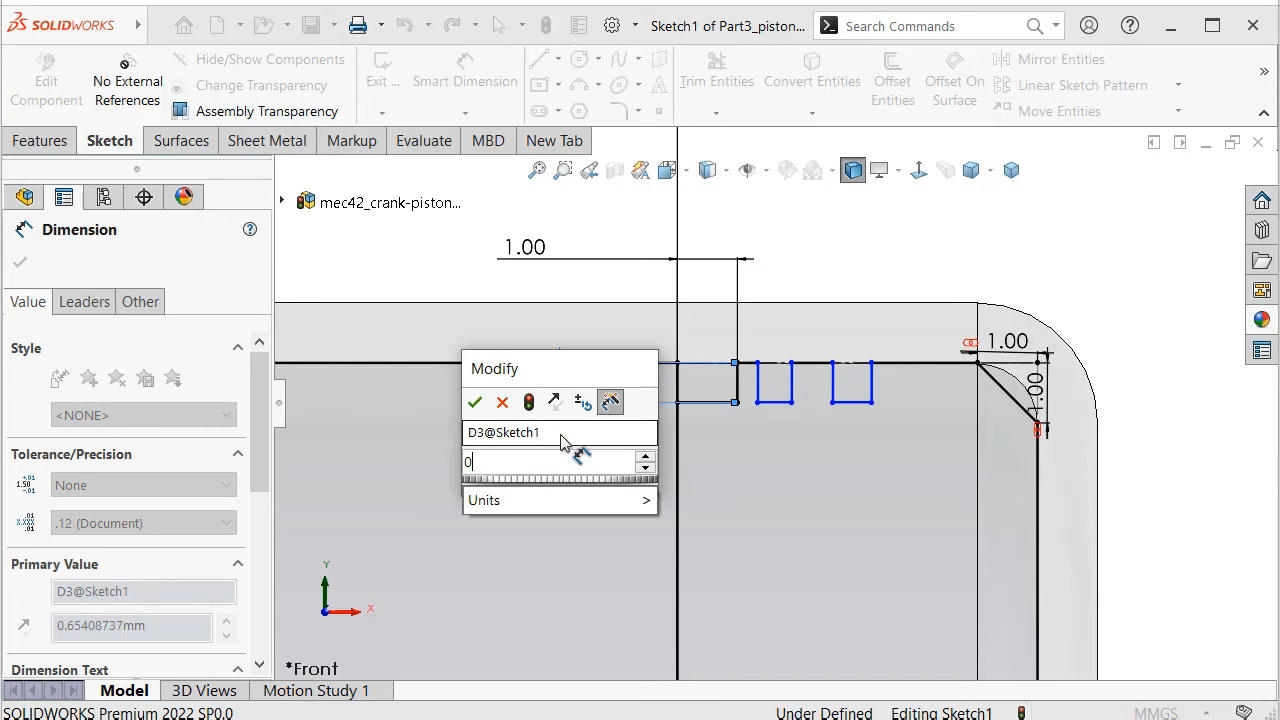 SOLIDWORKS
Sketch1 of Part3_piston...
Search Commands
Edit Component
No External References
Hide/Show Components
Change Transparency
Assembly Transparency
Exit ...
Smart Dimension
Trim Entities
Convert Entities
Offset Entities
Offset On Surface
Mirror Entities
Linear Sketch Pattern
Move Entities
Features
Sketch
Sheet Metal
Surfaces
Markup
Evaluate
MBD
New Tab
mec42_crank-piston...
Dimension
Value
Leaders
Other
Style
<NONE>
Tolerance/Precision
1.50
None
.12 (Document)
Primary Value
D3@Sketch1
0.65408737mm
Dimension Text
1.00
1.00
1.00
Modify
D3@Sketch1
0
Units >
Y
X
*Front
Model
3D Views
Motion Study 1
SOLIDWORKS Premium 2022 SP0.0
Under Defined
Editing Sketch1
MMGS